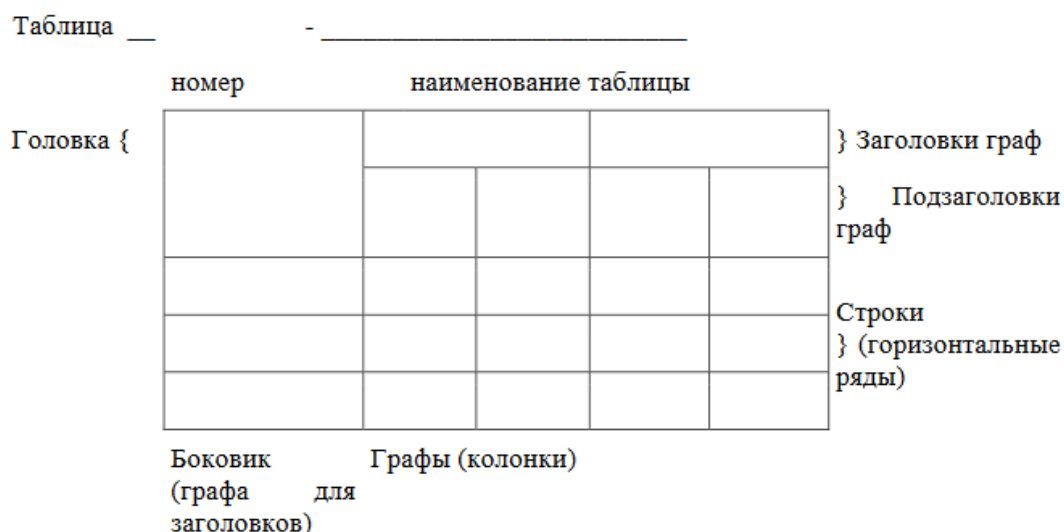 Таблица __ - __________________________
номер наименование таблицы
Головка { } Заголовки граф
} Подзаголовки
граф
Строки
} (горизонтальные
ряды)
Боковик Графы (колонки)
(графа для
заголовков)